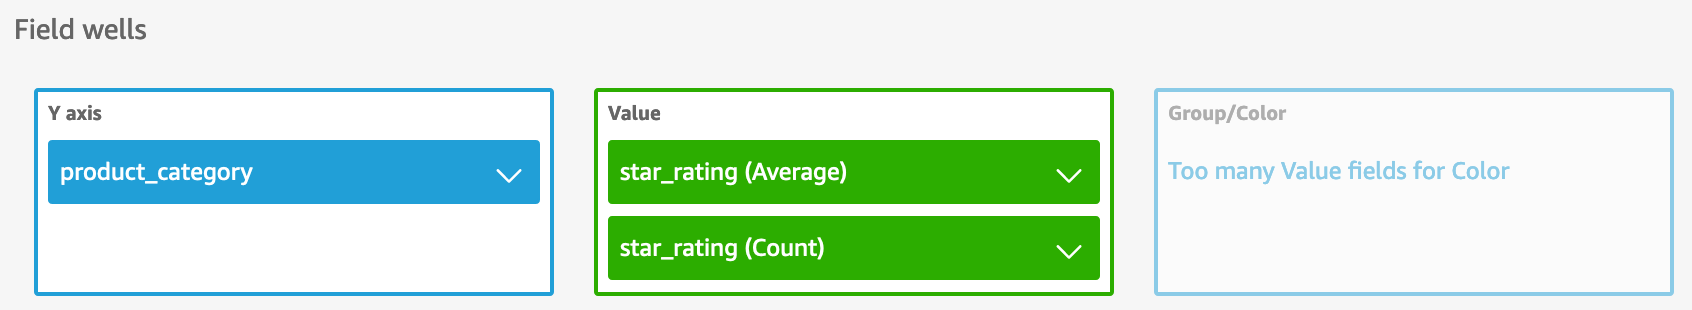 Field wells
Y axis
product_category
Value
star_rating (Average)
star_rating (Count)
Group/Color
Too many Value fields for Color